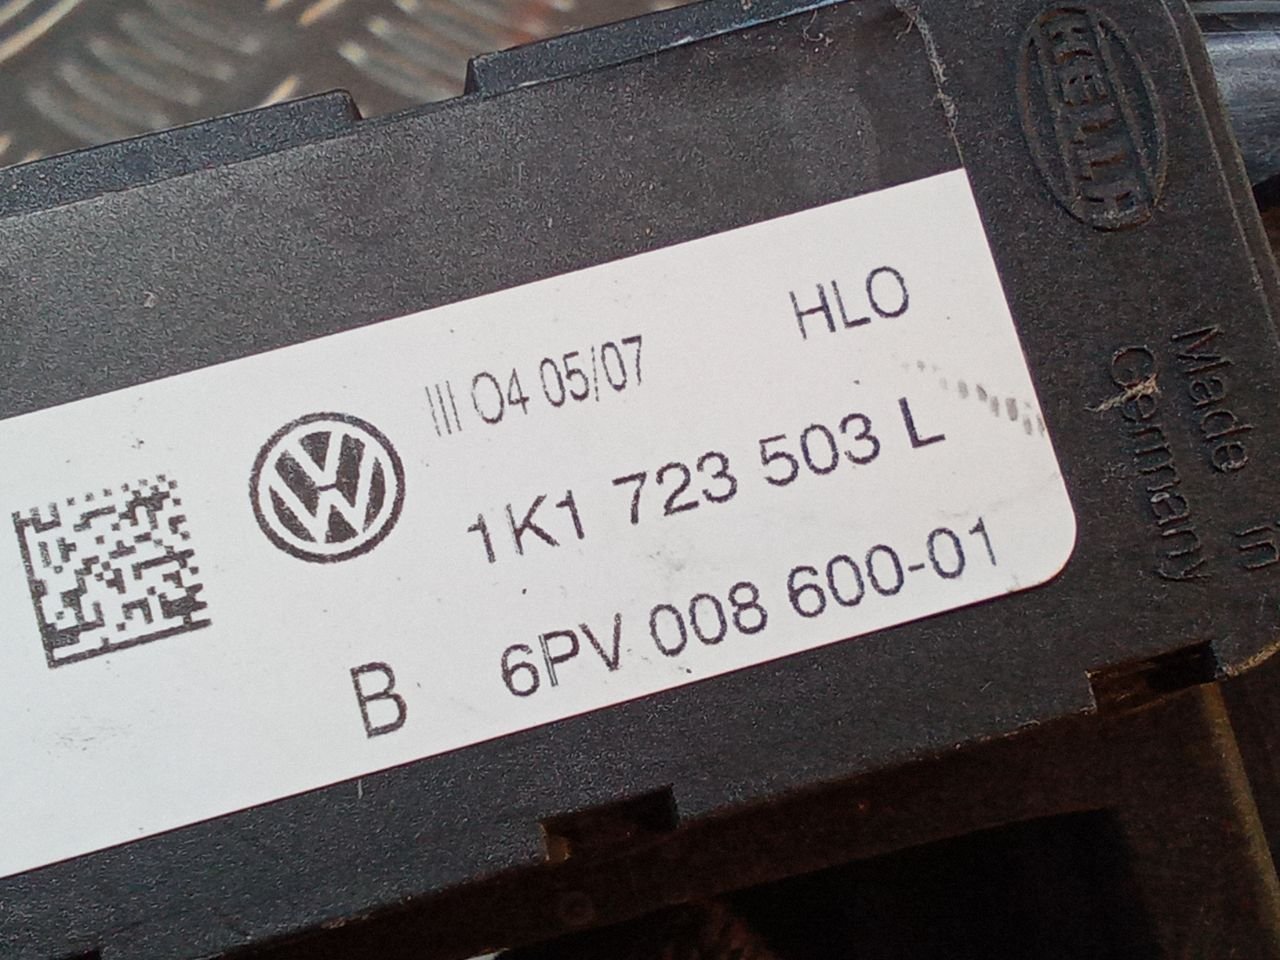 HELLA
Made in
Germany
HLO
III 04 05/07
1K1 723 503 L
6PV 008 600-01
B